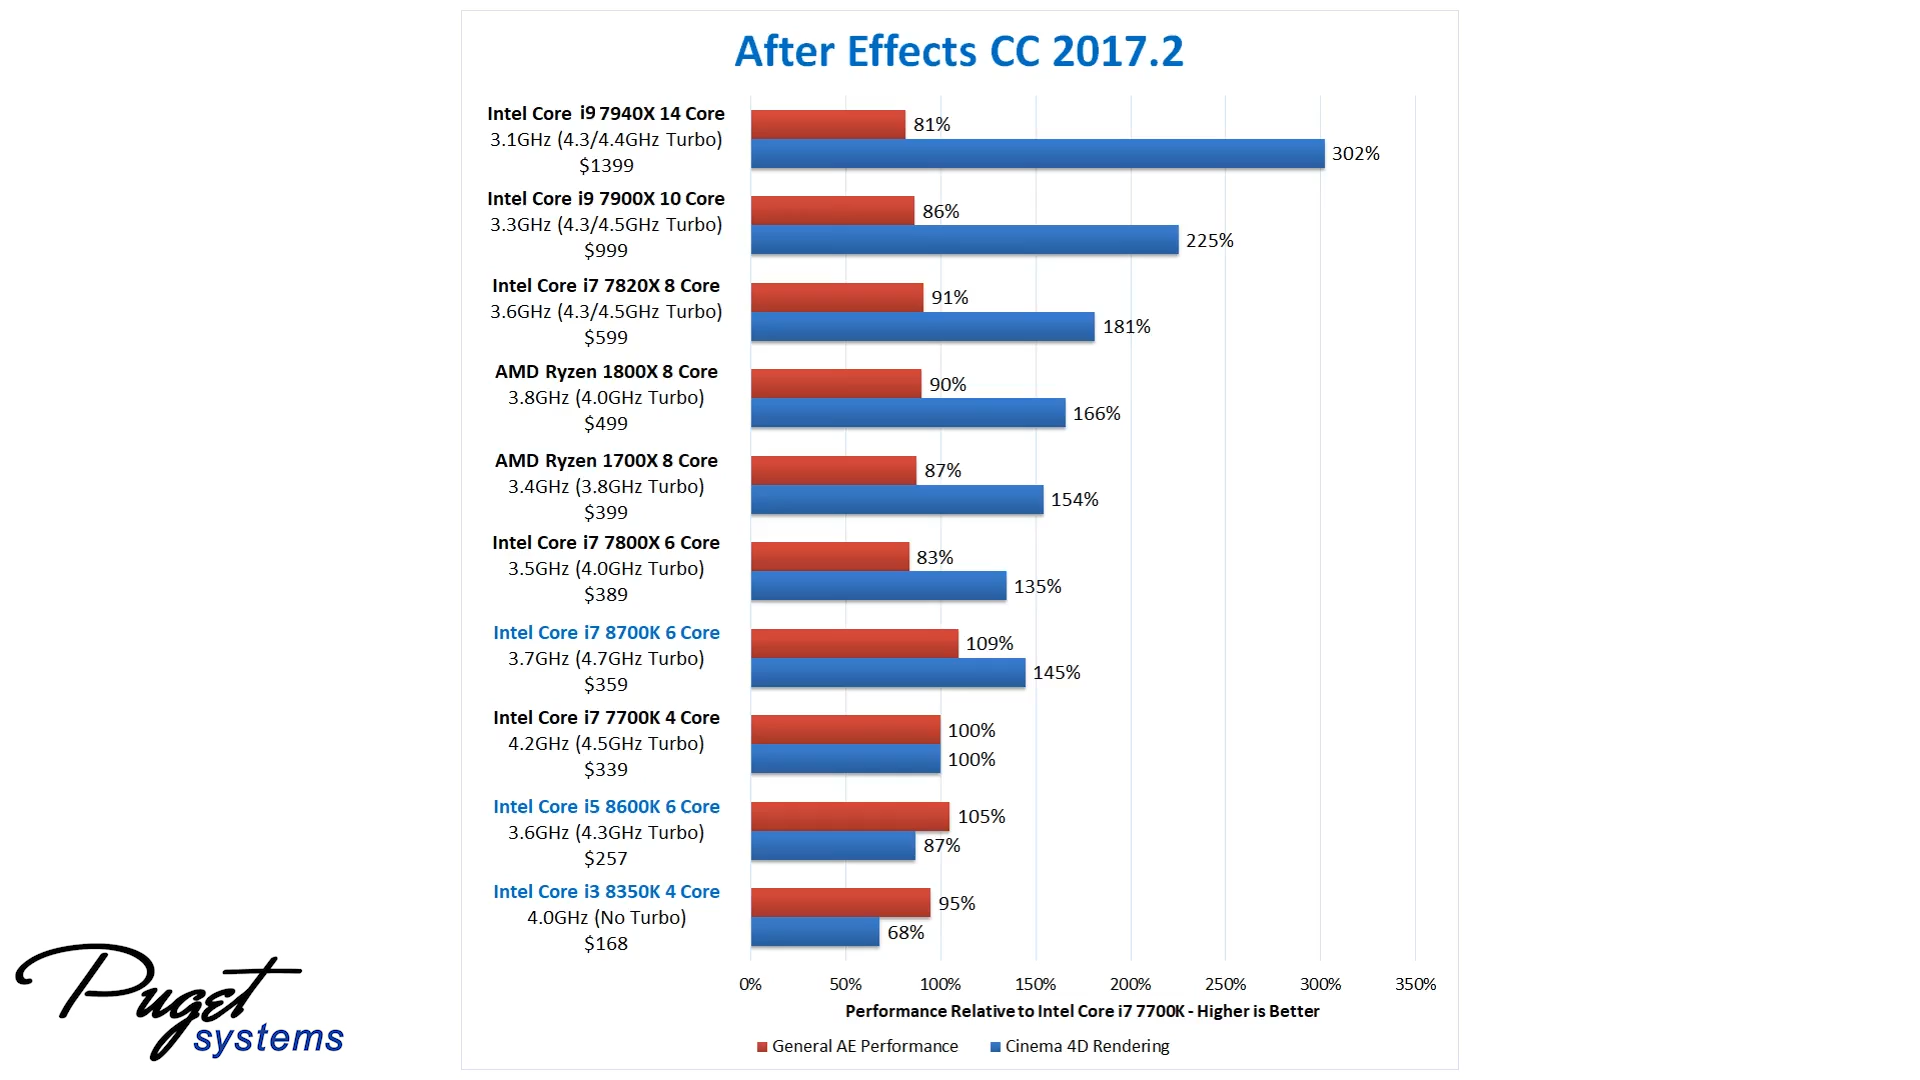 After Effects CC 2017.2
Intel Core i9 7940X 14 Core
3.1GHz (4.3/4.4GHz Turbo)
$1399
81%
302%
Intel Core i9 7900X 10 Core
3.3GHz (4.3/4.5GHz Turbo)
$999
86%
225%
Intel Core i7 7820X 8 Core
3.6GHz (4.3/4.5GHz Turbo)
$599
91%
181%
AMD Ryzen 1800X 8 Core
3.8GHz (4.0GHz Turbo)
$499
90%
166%
AMD Ryzen 1700X 8 Core
3.4GHz (3.8GHz Turbo)
$399
87%
154%
Intel Core i7 7800X 6 Core
3.5GHz (4.0GHz Turbo)
$389
83%
135%
Intel Core i7 8700K 6 Core
3.7GHz (4.7GHz Turbo)
$359
109%
145%
Intel Core i7 7700K 4 Core
4.2GHz (4.5GHz Turbo)
$339
100%
100%
Intel Core i5 8600K 6 Core
3.6GHz (4.3GHz Turbo)
$257
105%
87%
Intel Core i3 8350K 4 Core
4.0GHz (No Turbo)
$168
95%
68%
0% 50% 100% 150% 200% 250% 300% 350%
Performance Relative to Intel Core i7 7700K - Higher is Better
General AE Performance Cinema 4D Rendering
Puget
systems